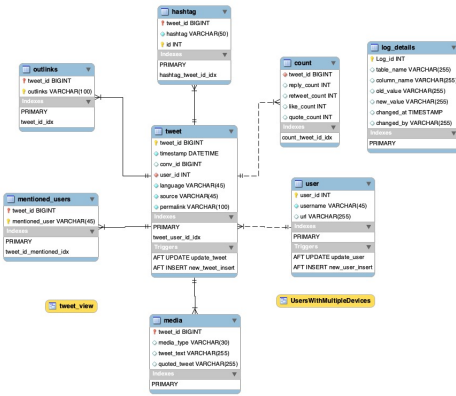 hashtag
tweet_id BIGINT
hashtag VARCHAR(50)
id INT
Indexes
PRIMARY
hashtag_tweet_id_idx
outlinks
tweet_id BIGINT
outlinks VARCHAR(100)
Indexes
PRIMARY
tweet_id_idx
count
tweet_id BIGINT
reply_count INT
retweet_count INT
like_count INT
quote_count INT
Indexes
count_tweet_id_idx
log_details
Log_id INT
table_name VARCHAR(255)
column_name VARCHAR(255)
old_value VARCHAR(255)
new_value VARCHAR(255)
changed_at TIMESTAMP
changed_by VARCHAR(255)
Indexes
PRIMARY
tweet
tweet_id BIGINT
timestamp DATETIME
conv_id BIGINT
user_id INT
language VARCHAR(45)
source VARCHAR(45)
permalink VARCHAR(100)
Indexes
PRIMARY
tweet_user_id_idx
Triggers
AFT UPDATE update_tweet
AFT INSERT new_tweet_insert
mentioned_users
tweet_id BIGINT
mentioned_user VARCHAR(45)
Indexes
PRIMARY
tweet_id_mentioned_idx
user
user_id INT
username VARCHAR(45)
url VARCHAR(255)
Indexes
PRIMARY
Triggers
AFT UPDATE update_user
AFT INSERT new_user_insert
tweet_view
UsersWithMultipleDevices
media
tweet_id BIGINT
media_type VARCHAR(30)
tweet_text VARCHAR(255)
quoted_tweet VARCHAR(255)
Indexes
PRIMARY